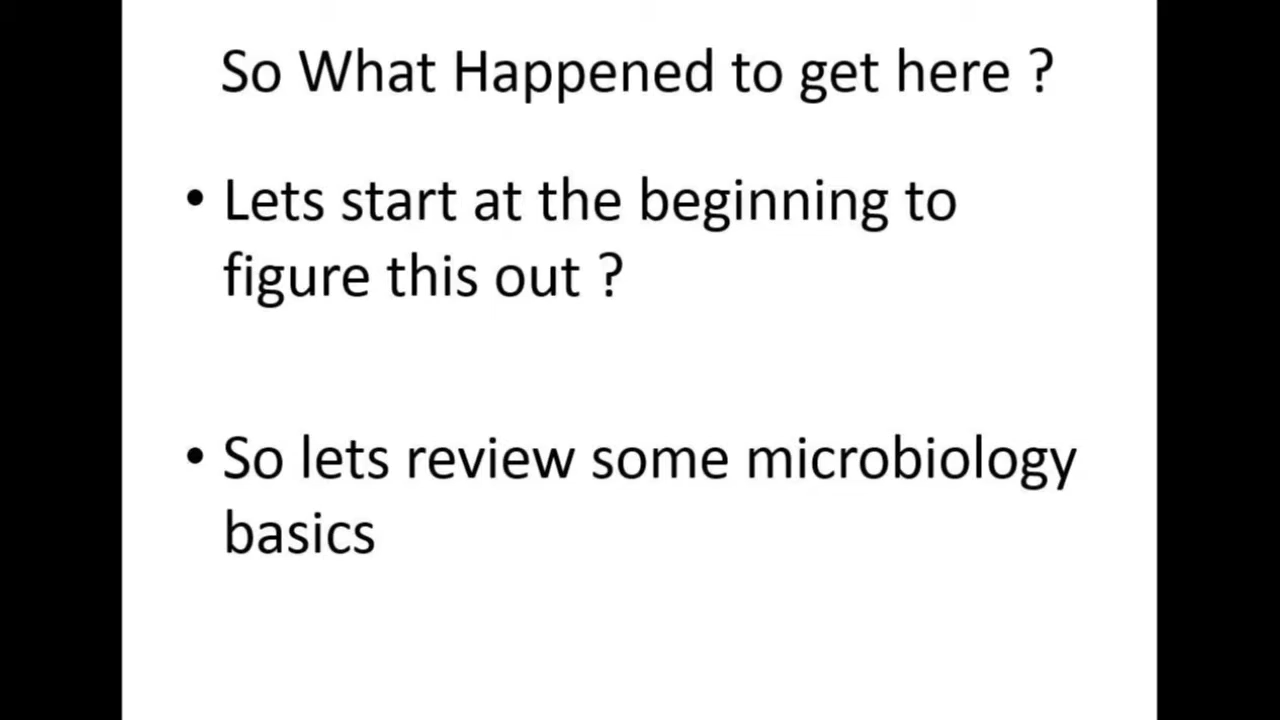 So What Happened to get here ?
• Lets start at the beginning to
figure this out ?
• So lets review some microbiology
basics